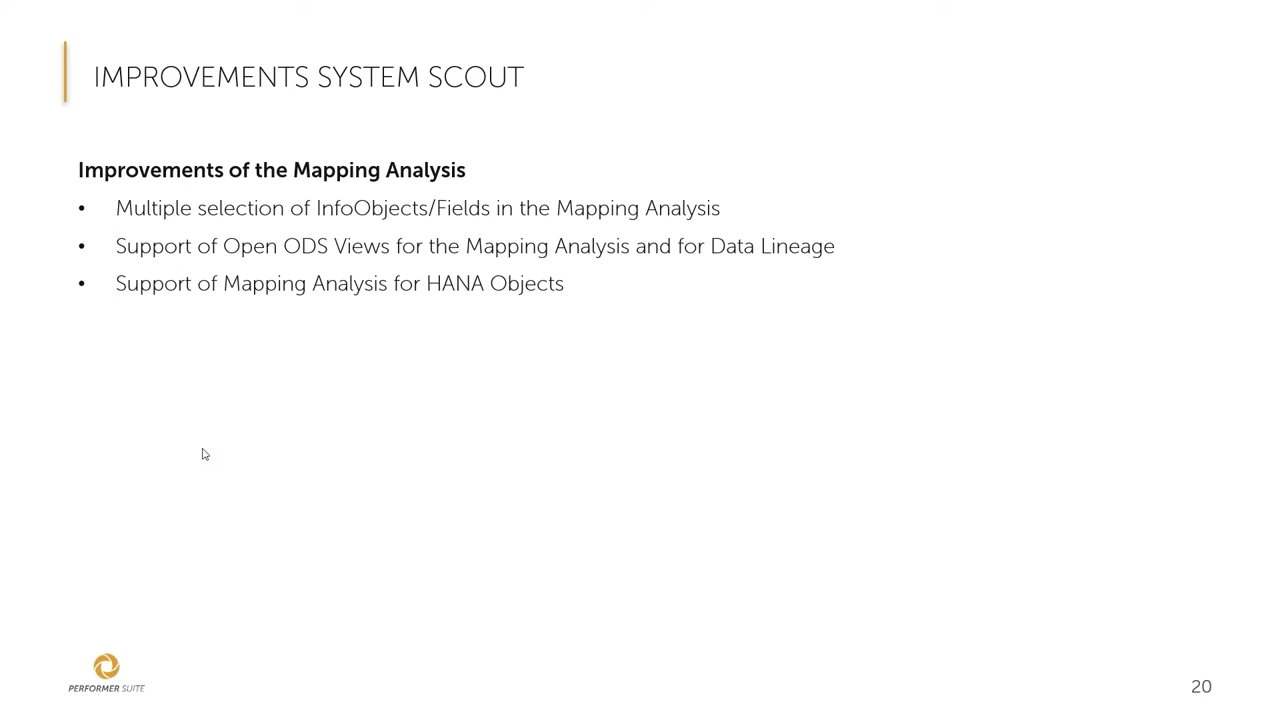 IMPROVEMENTS SYSTEM SCOUT
Improvements of the Mapping Analysis
• Multiple selection of InfoObjects/Fields in the Mapping Analysis
• Support of Open ODS Views for the Mapping Analysis and for Data Lineage
• Support of Mapping Analysis for HANA Objects
PERFORMER SUITE
20